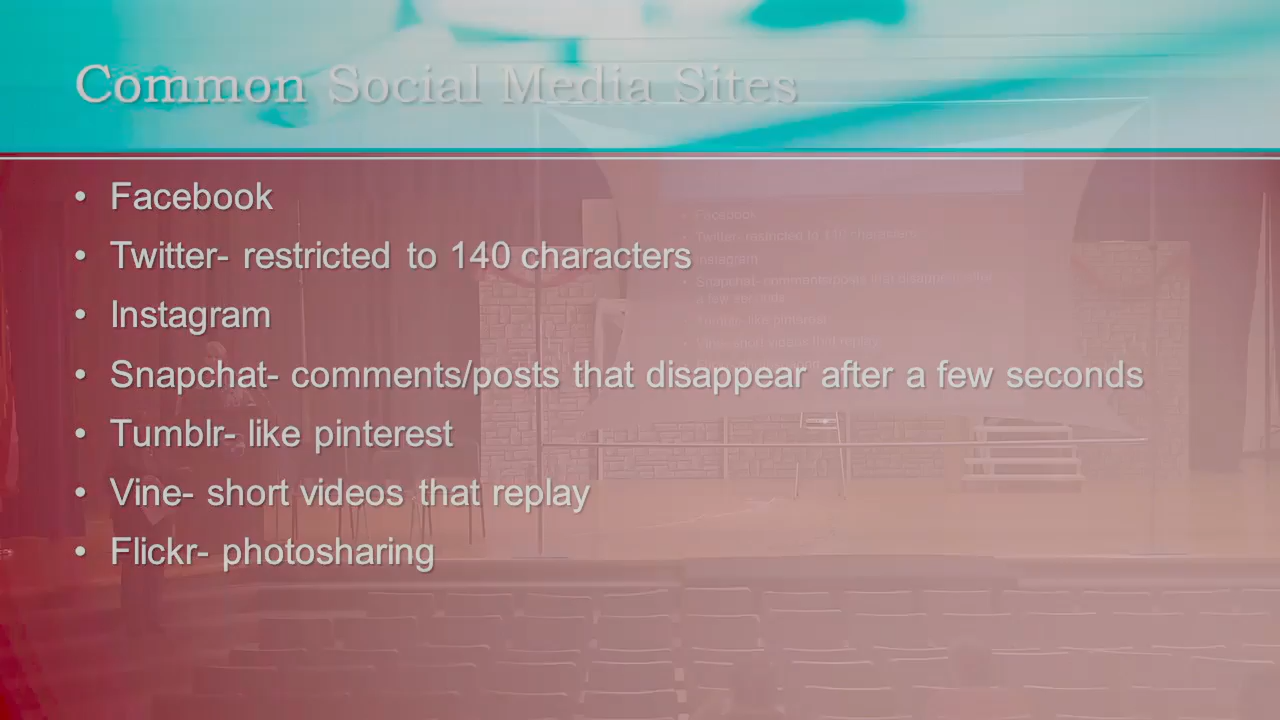 Common Social Media Sites
• Facebook
• Twitter- restricted to 140 characters
• Instagram
• Snapchat- comments/posts that disappear after a few seconds
• Tumblr- like pinterest
• Vine- short videos that replay
• Flickr- photosharing